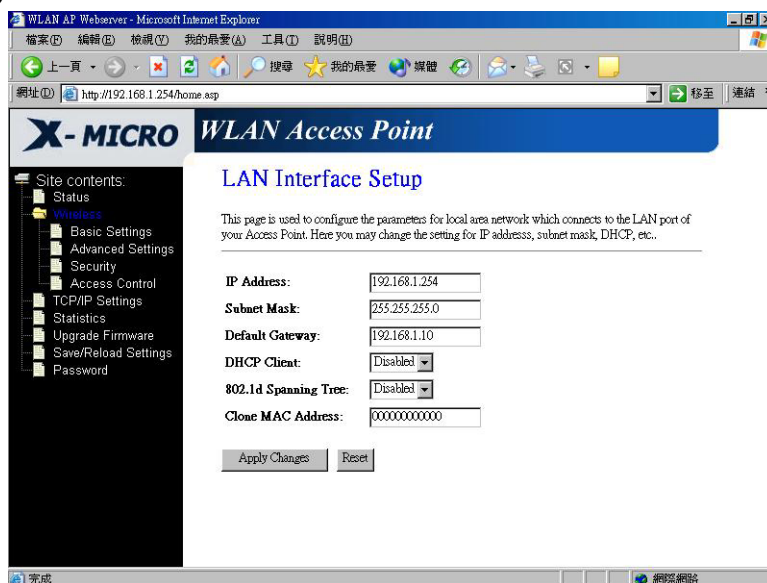 WLAN AP Webserver - Microsoft Internet Explorer
檔案(F) 編輯(E) 檢視(V) 我的最愛(A) 工具(T) 說明(H)
上一頁 搜尋 我的最愛 媒體
網址(D) http://192.168.1.254/home.asp 移至 連結
X-MICRO WLAN Access Point
Site contents:
Status
Wireless
Basic Settings
Advanced Settings
Security
Access Control
TCP/IP Settings
Statistics
Upgrade Firmware
Save/Reload Settings
Password
LAN Interface Setup
This page is used to configure the parameters for local area network which connects to the LAN port of
your Access Point. Here you may change the setting for IP addresss, subnet mask, DHCP, etc..
IP Address: 192.168.1.254
Subnet Mask: 255.255.255.0
Default Gateway: 192.168.1.10
DHCP Client: Disabled
802.1d Spanning Tree: Disabled
Clone MAC Address: 000000000000
Apply Changes Reset
完成 網際網路